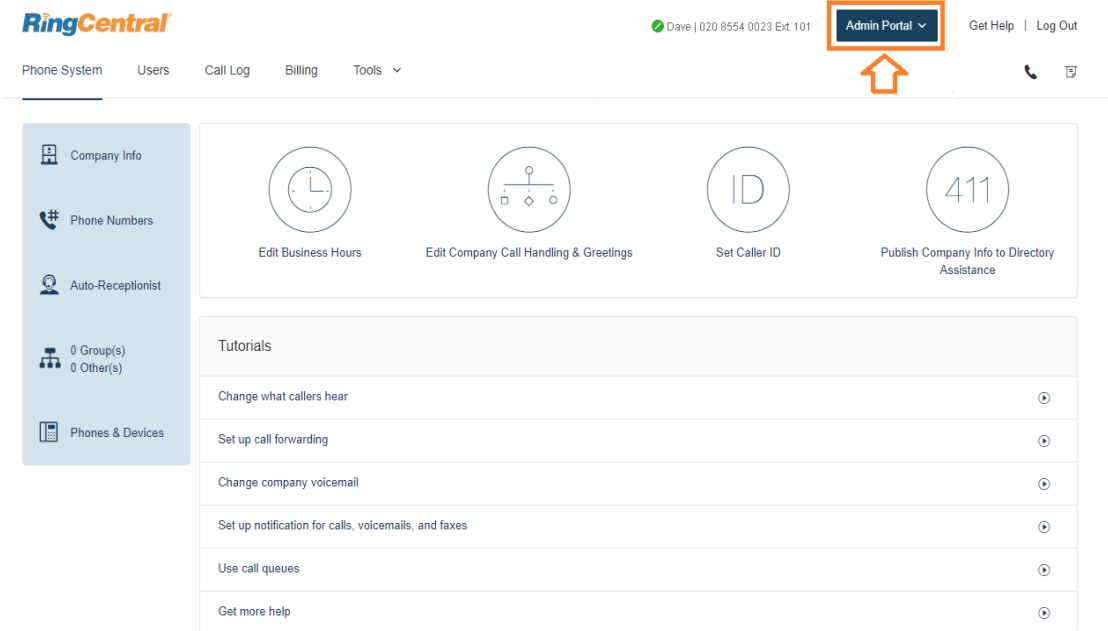 RingCentral
Dave | 020 8554 0023 Ext. 101
Admin Portal
Get Help | Log Out
Phone System
Users
Call Log
Billing
Tools
Company Info
Phone Numbers
Auto-Receptionist
0 Group(s)
0 Other(s)
Phones & Devices
Edit Business Hours
Edit Company Call Handling & Greetings
ID
Set Caller ID
411
Publish Company Info to Directory
Assistance
Tutorials
Change what callers hear
Set up call forwarding
Change company voicemail
Set up notification for calls, voicemails, and faxes
Use call queues
Get more help